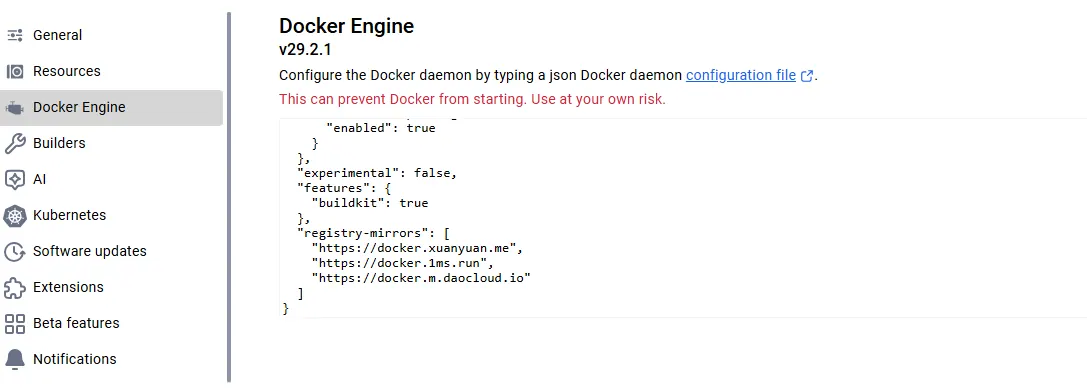 General
Resources
Docker Engine
Builders
AI
Kubernetes
Software updates
Extensions
Beta features
Notifications
Docker Engine
v29.2.1
Configure the Docker daemon by typing a json Docker daemon configuration file.
This can prevent Docker from starting. Use at your own risk.
"enabled": true
}
},
"experimental": false,
"features": {
"buildkit": true
},
"registry-mirrors": [
"https://docker.xuanyuan.me",
"https://docker.1ms.run",
"https://docker.m.daocloud.io"
]
}